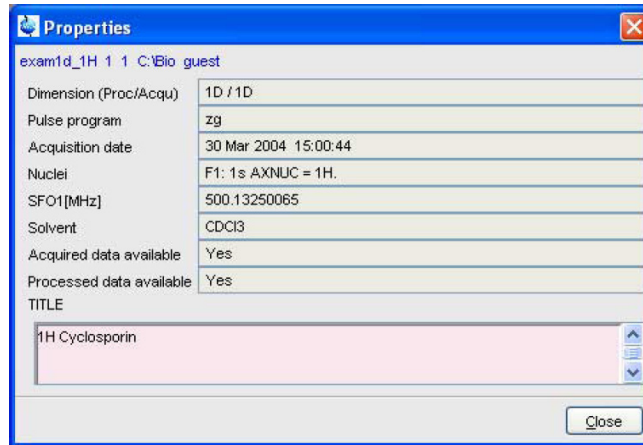 Properties
exam1d_1H 1 1 C:\Bio guest
Dimension (Proc/Acqu) 1D / 1D
Pulse program zg
Acquisition date 30 Mar 2004 15:00:44
Nuclei F1: 1s AXNUC = 1H.
SFO1[MHz] 500.13250065
Solvent CDCl3
Acquired data available Yes
Processed data available Yes
TITLE
1H Cyclosporin
Close